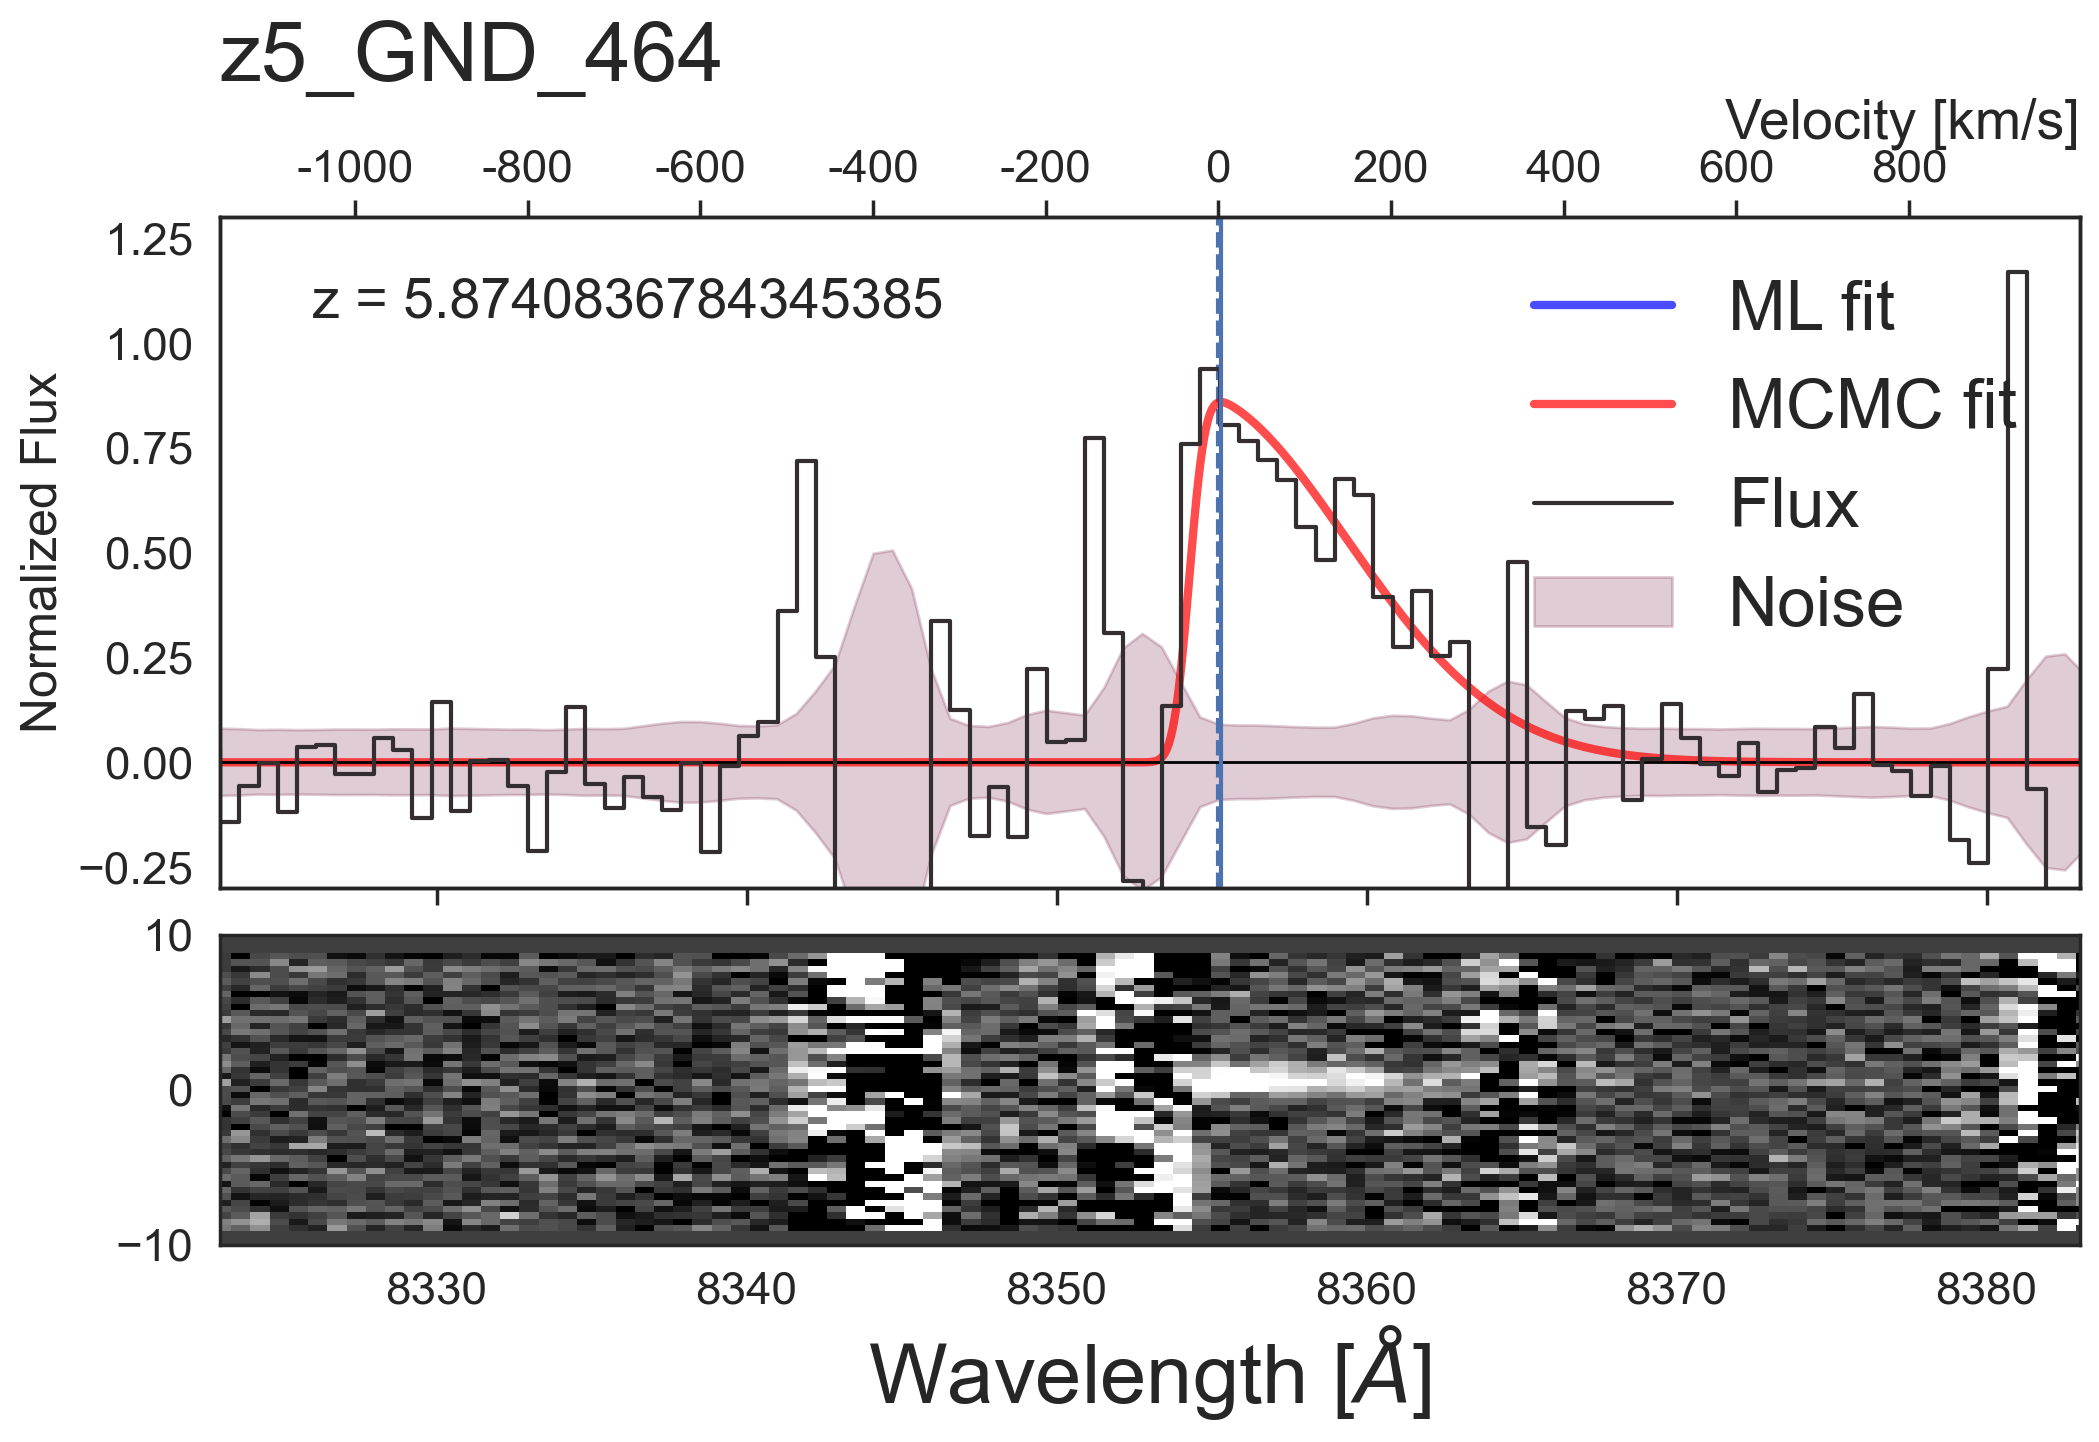 z5_GND_464
Velocity [km/s]
-1000 -800 -600 -400 -200 0 200 400 600 800
1.25
1.00
0.75
0.50
0.25
0.00
−0.25
Normalized Flux
z = 5.8740836784345385
ML fit
MCMC fit
Flux
Noise
10
0
−10
8330 8340 8350 8360 8370 8380
Wavelength [Å]